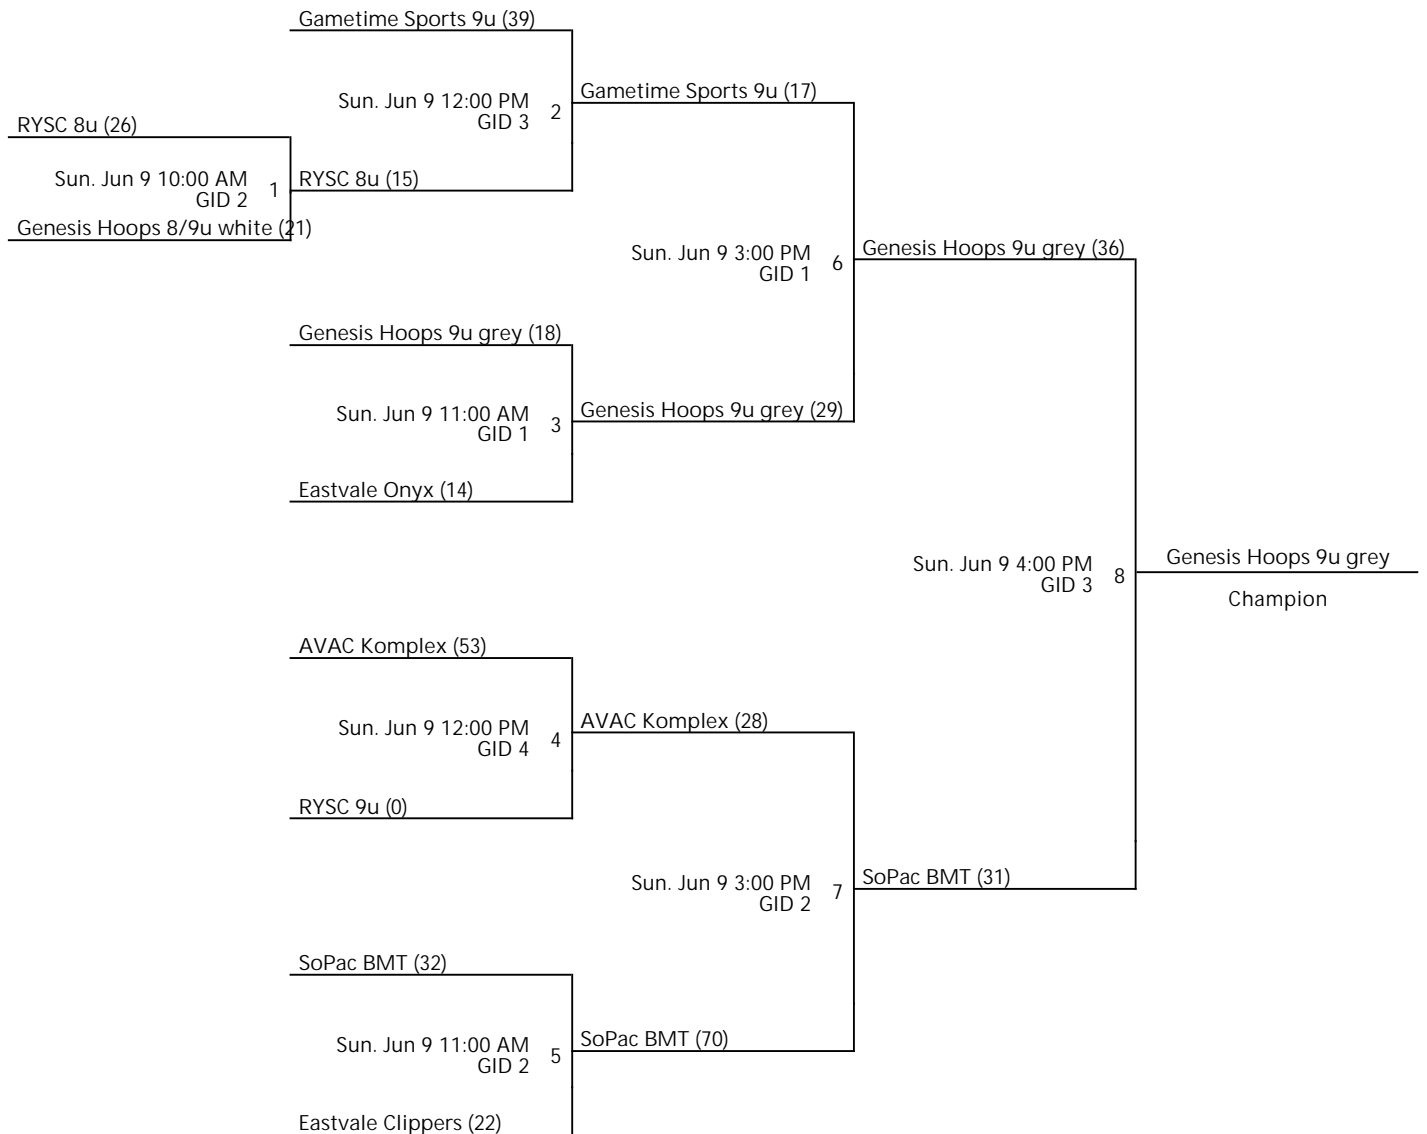 Gametime Sports 9u (39)
Sun. Jun 9 12:00 PM
GID 3
2
Gametime Sports 9u (17)
RYSC 8u (26)
Sun. Jun 9 10:00 AM
GID 2
1
RYSC 8u (15)
Genesis Hoops 8/9u white (21)
Sun. Jun 9 3:00 PM
GID 1
6
Genesis Hoops 9u grey (36)
Genesis Hoops 9u grey (18)
Sun. Jun 9 11:00 AM
GID 1
3
Genesis Hoops 9u grey (29)
Eastvale Onyx (14)
Sun. Jun 9 4:00 PM
GID 3
8
Genesis Hoops 9u grey
Champion
AVAC Komplex (53)
Sun. Jun 9 12:00 PM
GID 4
4
AVAC Komplex (28)
RYSC 9u (0)
Sun. Jun 9 3:00 PM
GID 2
7
SoPac BMT (31)
SoPac BMT (32)
Sun. Jun 9 11:00 AM
GID 2
5
SoPac BMT (70)
Eastvale Clippers (22)